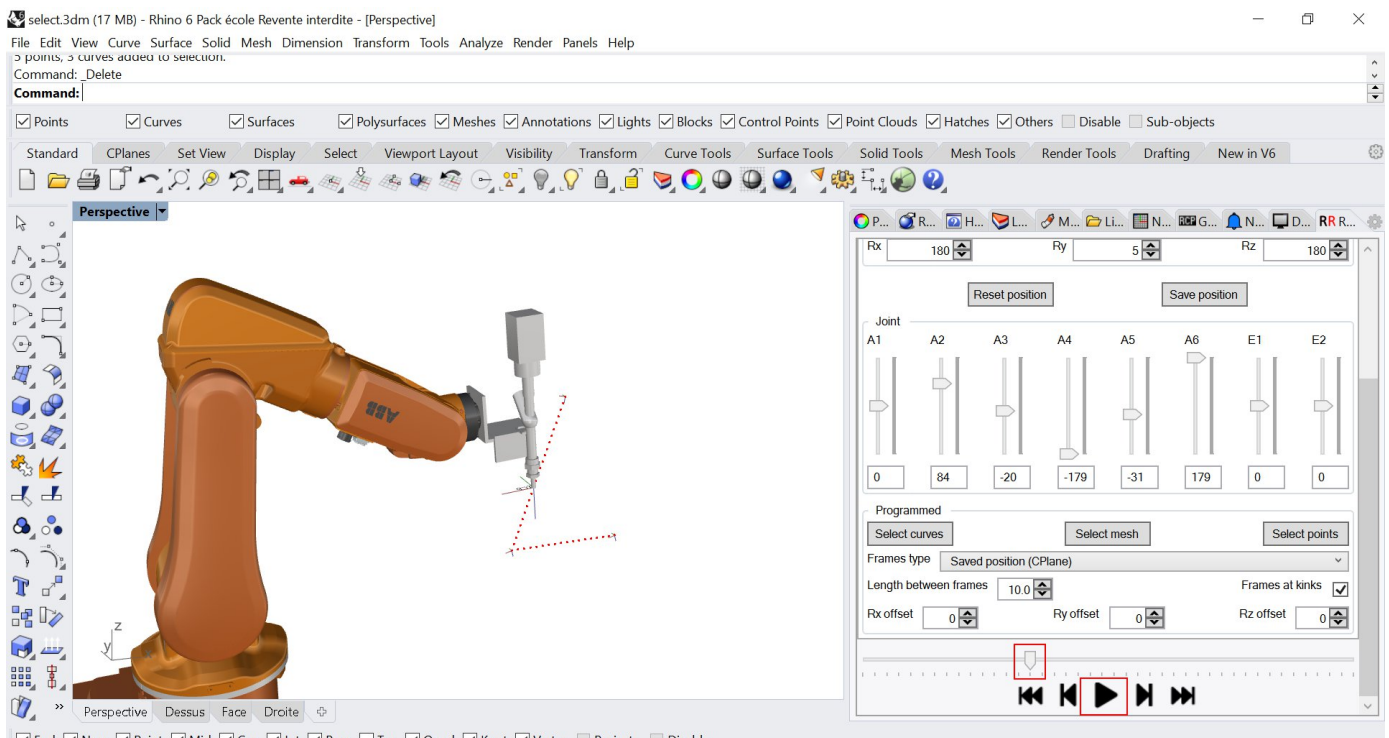 select.3dm (17 MB) - Rhino 6 Pack école Revente interdite - [Perspective]
File Edit View Curve Surface Solid Mesh Dimension Transform Tools Analyze Render Panels Help
5 points, 3 curves added to selection.
Command: _Delete
Command:
Points Curves Surfaces Polysurfaces Meshes Annotations Lights Blocks Control Points Point Clouds Hatches Others Disable Sub-objects
Standard CPlanes Set View Display Select Viewport Layout Visibility Transform Curve Tools Surface Tools Solid Tools Mesh Tools Render Tools Drafting New in V6
Perspective
P... R... H... L... M... Li... N... RCP G... N... D... RR R...
Rx 180 Ry 5 Rz 180
Reset position Save position
Joint
A1 A2 A3 A4 A5 A6 E1 E2
0 84 -20 -179 -31 179 0 0
Programmed
Select curves Select mesh Select points
Frames type Saved position (CPlane)
Length between frames 10.0 Frames at kinks
Rx offset 0 Ry offset 0 Rz offset 0
ABB
z
y
Perspective Dessus Face Droite